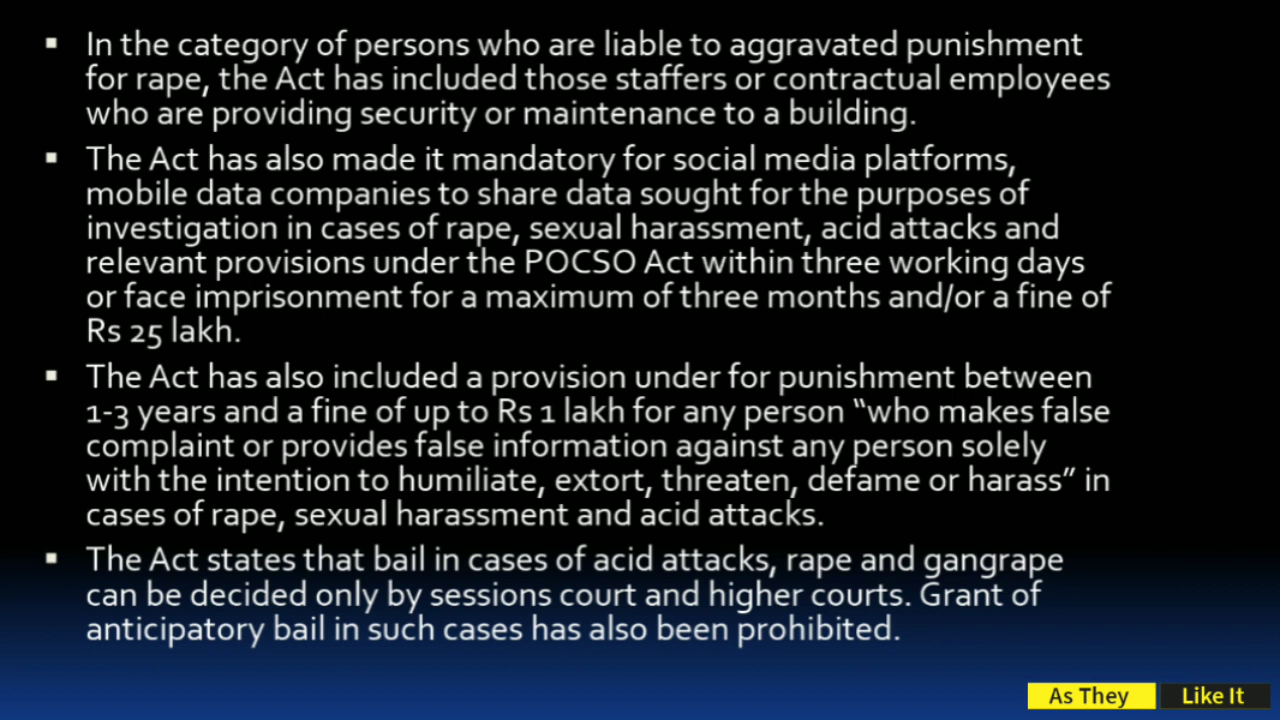 ▪ In the category of persons who are liable to aggravated punishment
for rape, the Act has included those staffers or contractual employees
who are providing security or maintenance to a building.
▪ The Act has also made it mandatory for social media platforms,
mobile data companies to share data sought for the purposes of
investigation in cases of rape, sexual harassment, acid attacks and
relevant provisions under the POCSO Act within three working days
or face imprisonment for a maximum of three months and/or a fine of
Rs 25 lakh.
▪ The Act has also included a provision under for punishment between
1-3 years and a fine of up to Rs 1 lakh for any person “who makes false
complaint or provides false information against any person solely
with the intention to humiliate, extort, threaten, defame or harass” in
cases of rape, sexual harassment and acid attacks.
▪ The Act states that bail in cases of acid attacks, rape and gangrape
can be decided only by sessions court and higher courts. Grant of
anticipatory bail in such cases has also been prohibited.
As They Like It